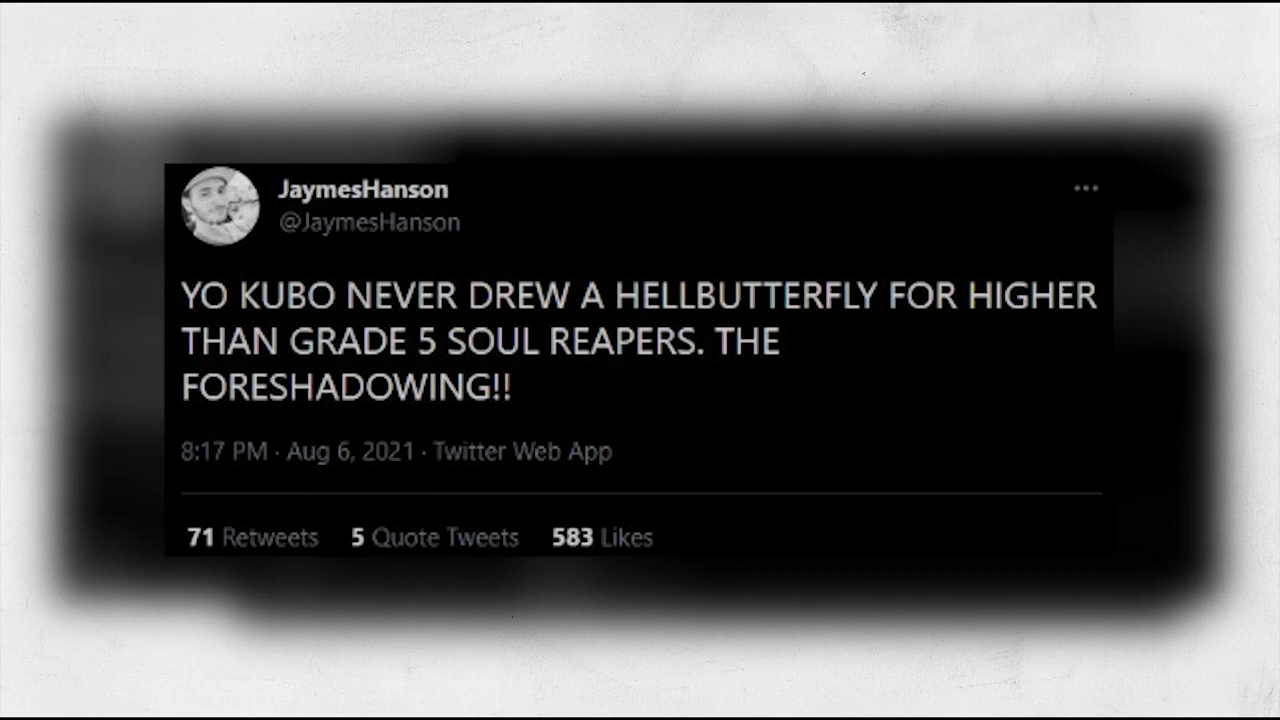 JaymesHanson
@JaymesHanson
YO KUBO NEVER DREW A HELLBUTTERFLY FOR HIGHER
THAN GRADE 5 SOUL REAPERS. THE
FORESHADOWING!!
8:17 PM · Aug 6, 2021 · Twitter Web App
71 Retweets 5 Quote Tweets 583 Likes